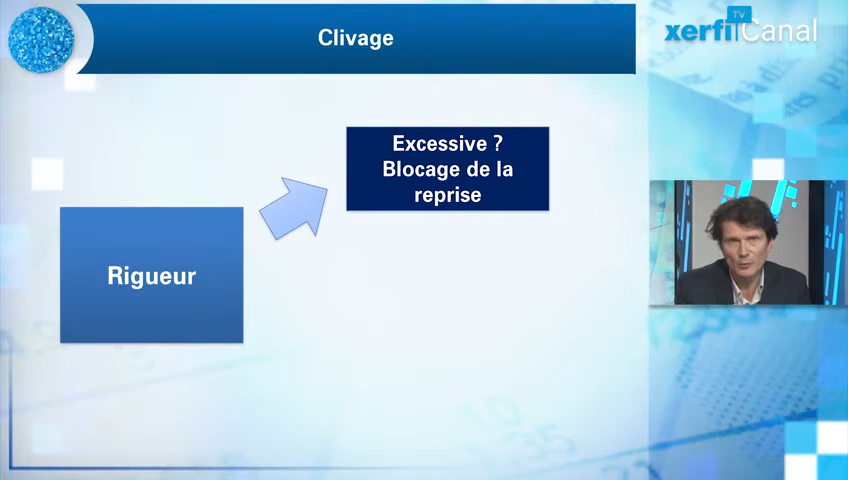 Clivage
TV
xerfi Canal
Excessive ?
Blocage de la
reprise
Rigueur